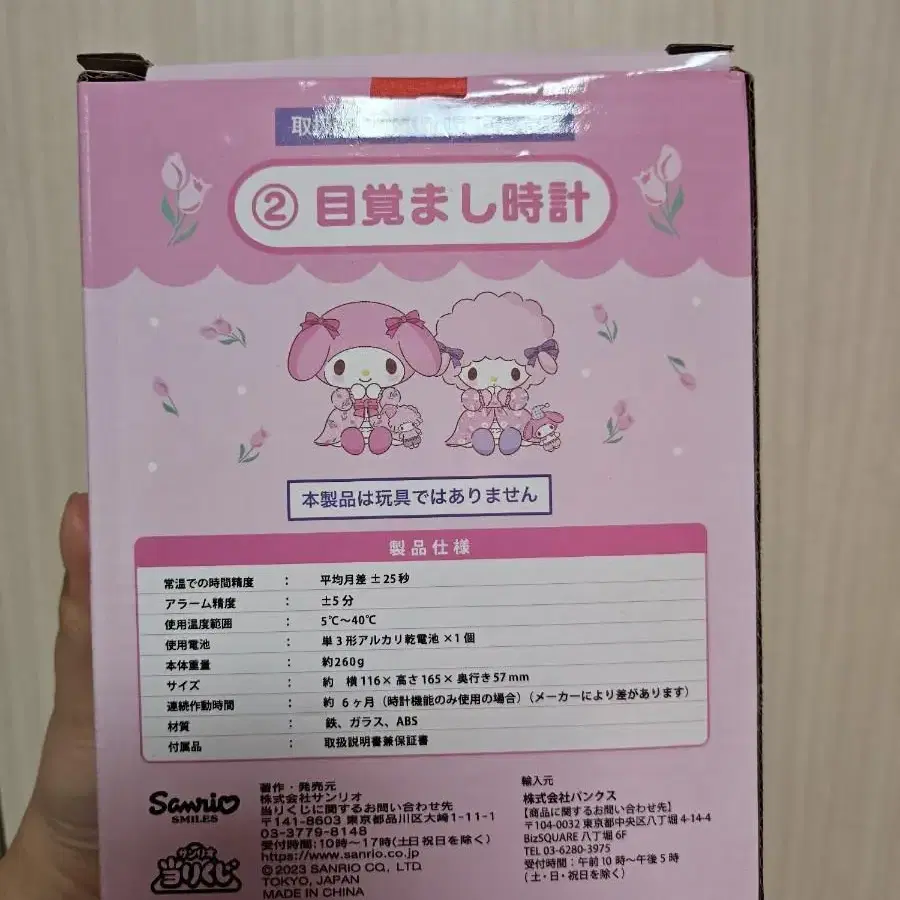 取扱
② 目覚まし時計
本製品は玩具ではありません
製品仕様
常温での時間精度 : 平均月差 ±25秒
アラーム精度 : ±5分
使用温度範囲 : 5℃〜40℃
使用電池 : 単3形アルカリ乾電池 ×1個
本体重量 : 約260g
サイズ : 約 横116× 高さ165× 奥行き57mm
連続作動時間 : 約 6ヶ月(時計機能のみ使用の場合)(メーカーにより差があります)
材質 : 鉄、ガラス、ABS
付属品 : 取扱説明書兼保証書
Sanrio
SMILES
サンリオ
当りくじ
著作・発売元
株式会社サンリオ
当りくじに関するお問い合わせ先
〒141-8603 東京都品川区大崎1-11-1
03-3779-8148
受付時間:10時〜17時(土日祝日を除く)
https://www.sanrio.co.jp
©2023 SANRIO CO., LTD.
TOKYO, JAPAN
MADE IN CHINA
輸入元
株式会社バンクス
【商品に関するお問い合わせ先】
〒104-0032 東京都中央区八丁堀 4-14-4
BizSQUARE 八丁堀 6F
TEL 03-6280-3975
受付時間:午前10時〜午後5時
(土・日・祝日を除く)